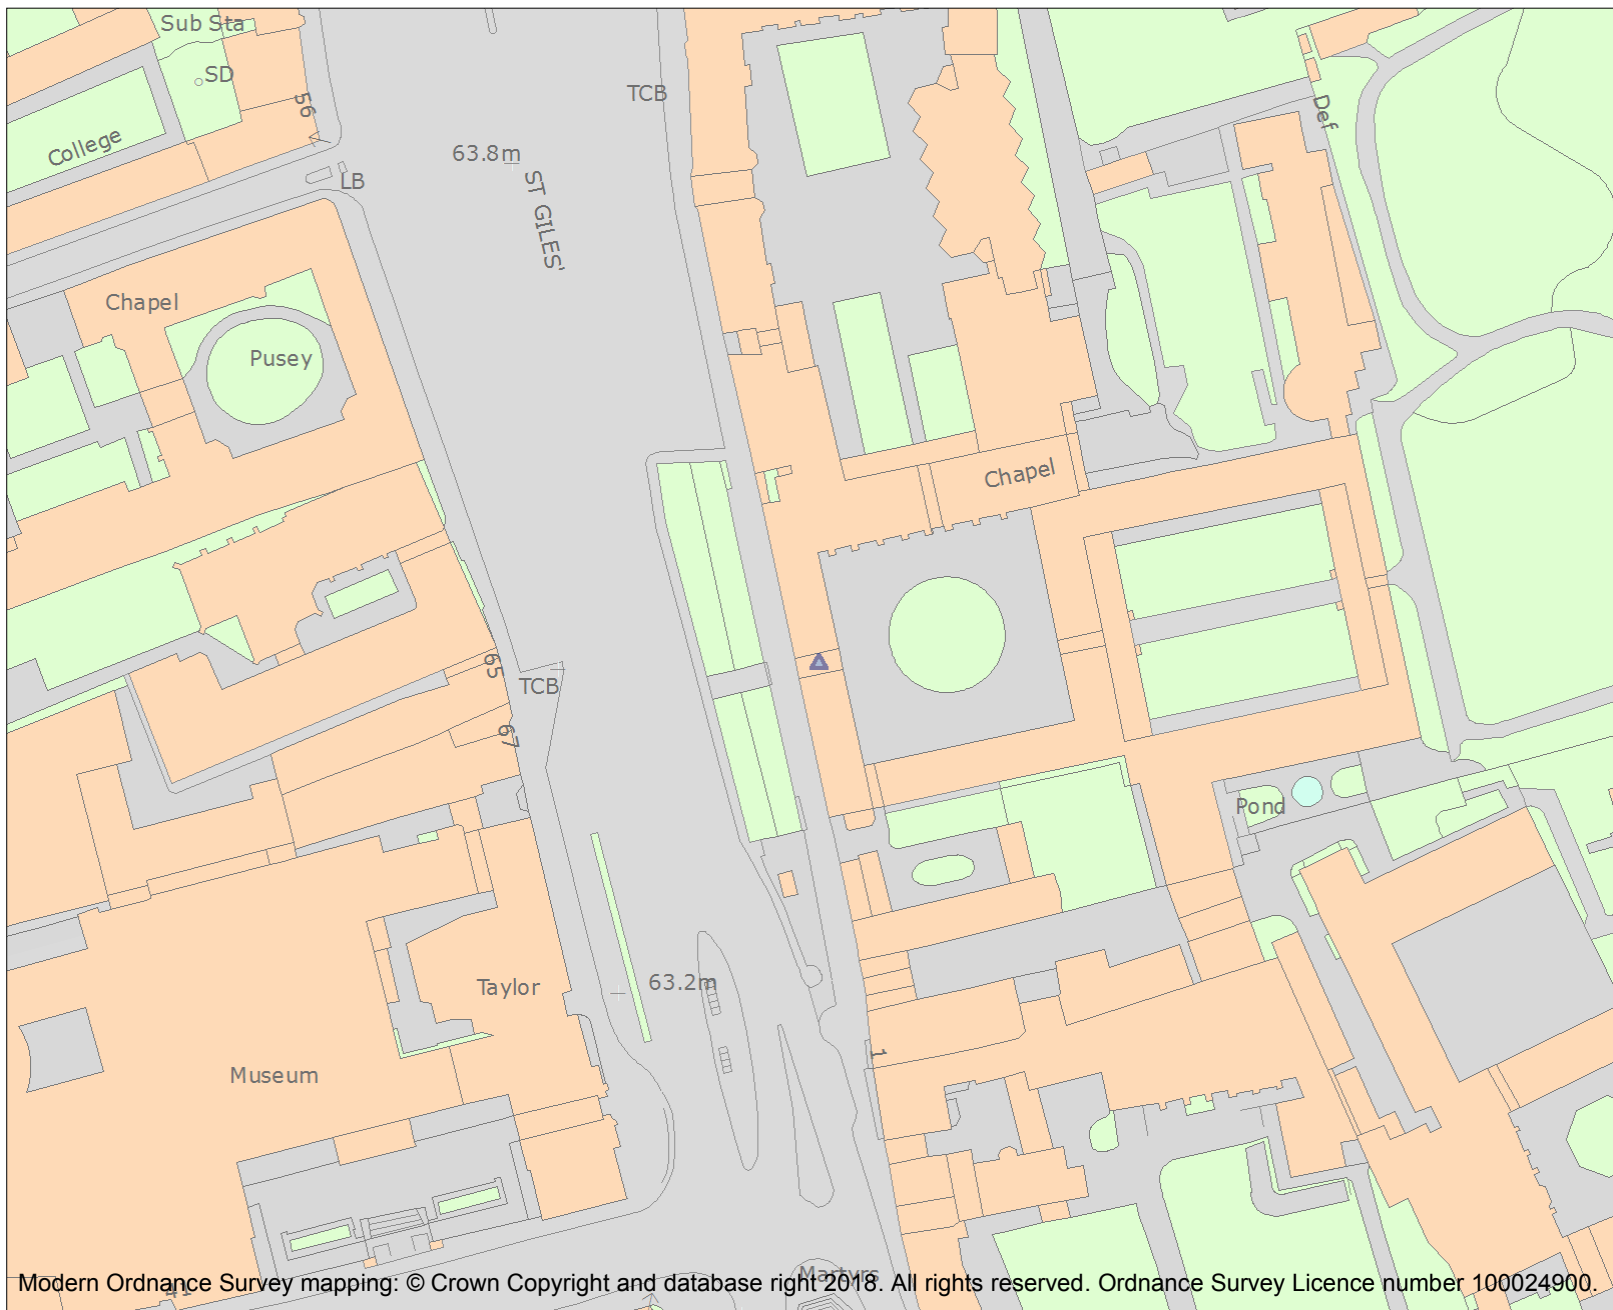 Sub Sta
SD
56
TCB
College
63.8m
LB
ST GILES'
Def
Chapel
Pusey
Chapel
65
TCB
67
Pond
Taylor
63.2m
1
Museum
Martyrs
41
Modern Ordnance Survey mapping: © Crown Copyright and database right 2018. All rights reserved. Ordnance Survey Licence number 100024900.